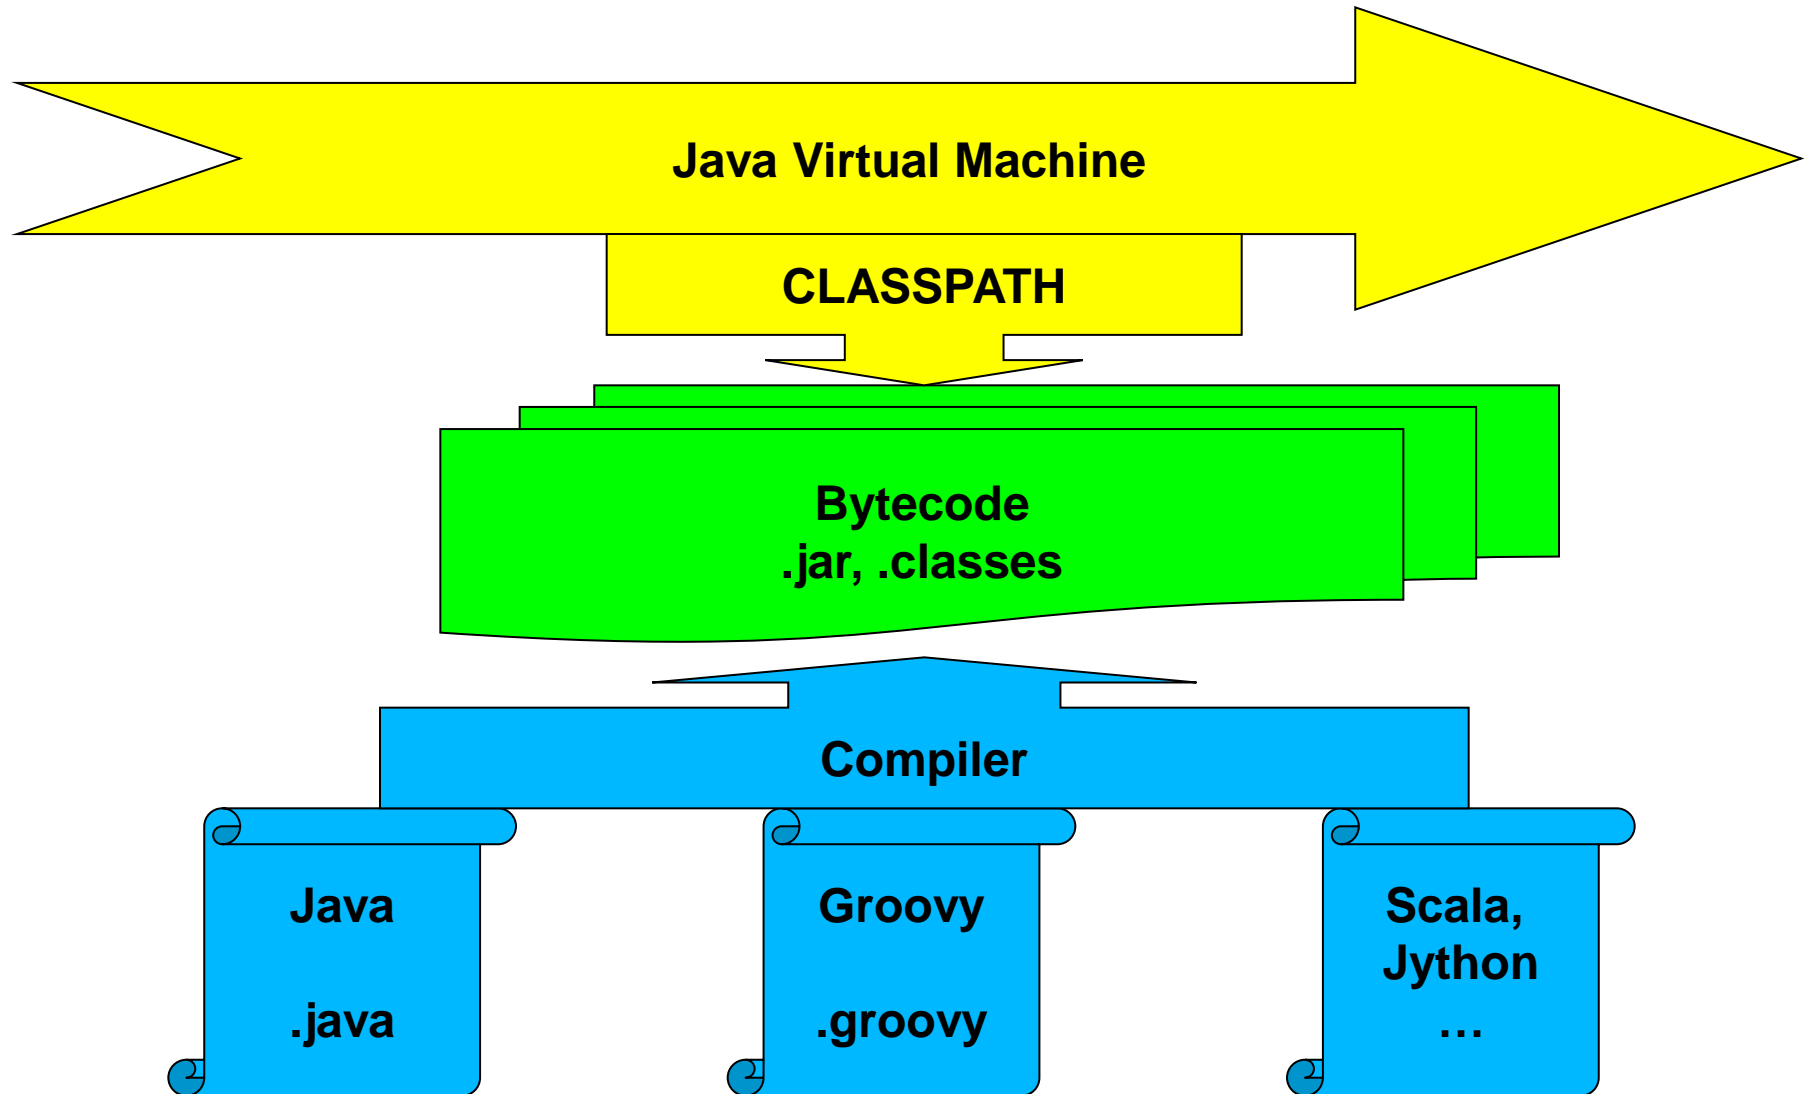 Java Virtual Machine
CLASSPATH
Bytecode
.jar, .classes
Compiler
Java
.java
Groovy
.groovy
Scala,
Jython
…